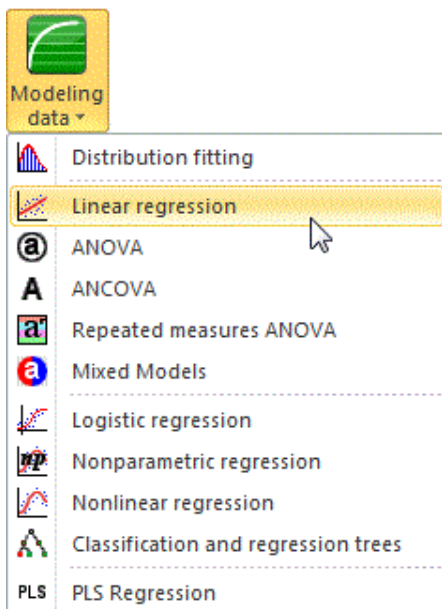 Modeling
data
Distribution fitting
Linear regression
a ANOVA
A ANCOVA
a Repeated measures ANOVA
a Mixed Models
Logistic regression
np Nonparametric regression
Nonlinear regression
Classification and regression trees
PLS PLS Regression